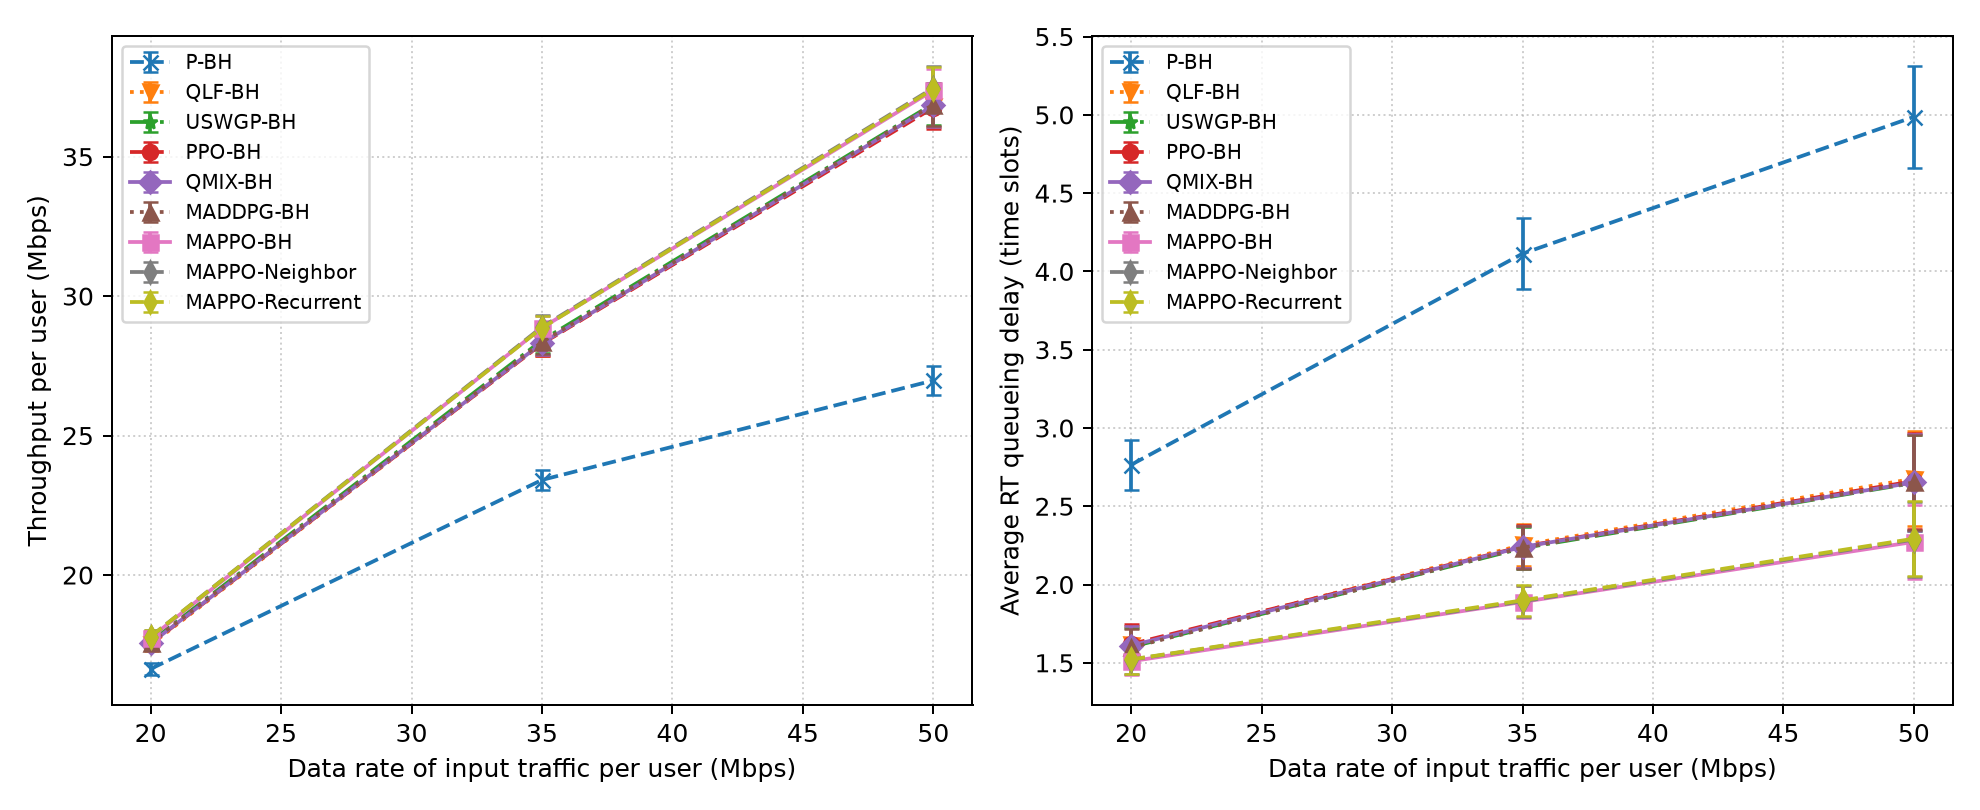 P-BH
QLF-BH
USWGP-BH
PPO-BH
QMIX-BH
MADDPG-BH
MAPPO-BH
MAPPO-Neighbor
MAPPO-Recurrent
35
30
25
20
Throughput per user (Mbps)
20 25 30 35 40 45 50
Data rate of input traffic per user (Mbps)
P-BH
QLF-BH
USWGP-BH
PPO-BH
QMIX-BH
MADDPG-BH
MAPPO-BH
MAPPO-Neighbor
MAPPO-Recurrent
5.5
5.0
4.5
4.0
3.5
3.0
2.5
2.0
1.5
Average RT queueing delay (time slots)
20 25 30 35 40 45 50
Data rate of input traffic per user (Mbps)